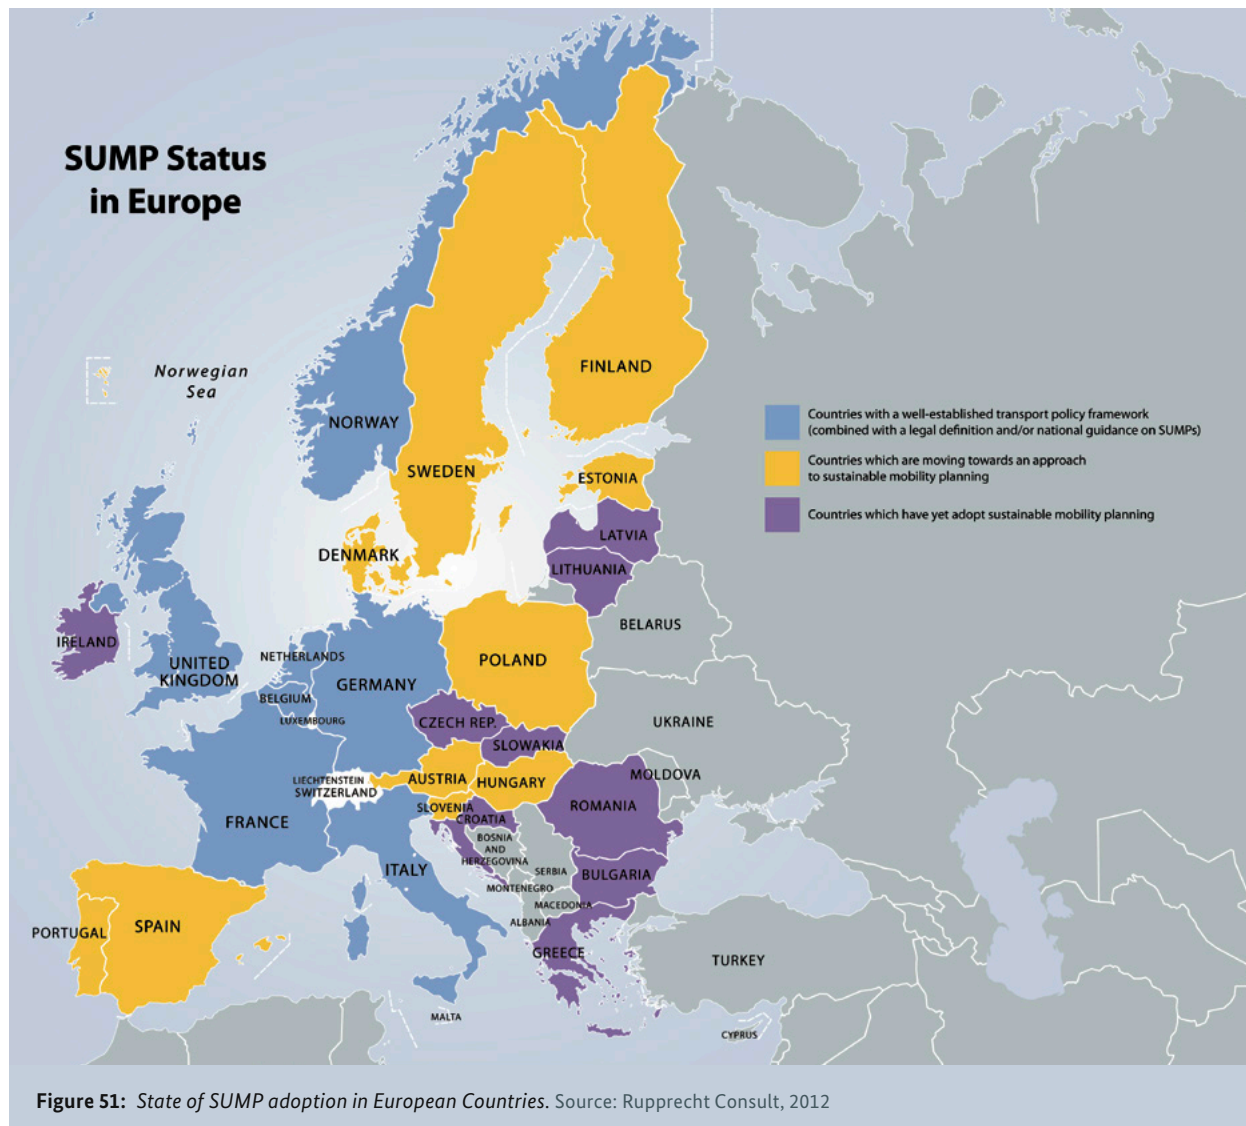 SUMP Status
in Europe
Norwegian
Sea
FINLAND
NORWAY
Countries with a well-established transport policy framework
(combined with a legal definition and/or national guidance on SUMPs)
Countries which are moving towards an approach
to sustainable mobility planning
Countries which have yet adopt sustainable mobility planning
SWEDEN
ESTONIA
LATVIA
DENMARK
LITHUANIA
BELARUS
IRELAND
UNITED
KINGDOM
NETHERLANDS
POLAND
GERMANY
BELGIUM
LUXEMBOURG
CZECH REP.
UKRAINE
SLOWAKIA
LIECHTENSTEIN
SWITZERLAND
AUSTRIA
HUNGARY
MOLDOVA
SLOVENIA
CROATIA
ROMANIA
FRANCE
BOSNIA
AND
HERZEGOVINA
ITALY
SERBIA
BULGARIA
MONTENEGRO
MACEDONIA
ALBANIA
PORTUGAL
SPAIN
GREECE
TURKEY
MALTA
CYPRUS
Figure 51: State of SUMP adoption in European Countries. Source: Rupprecht Consult, 2012